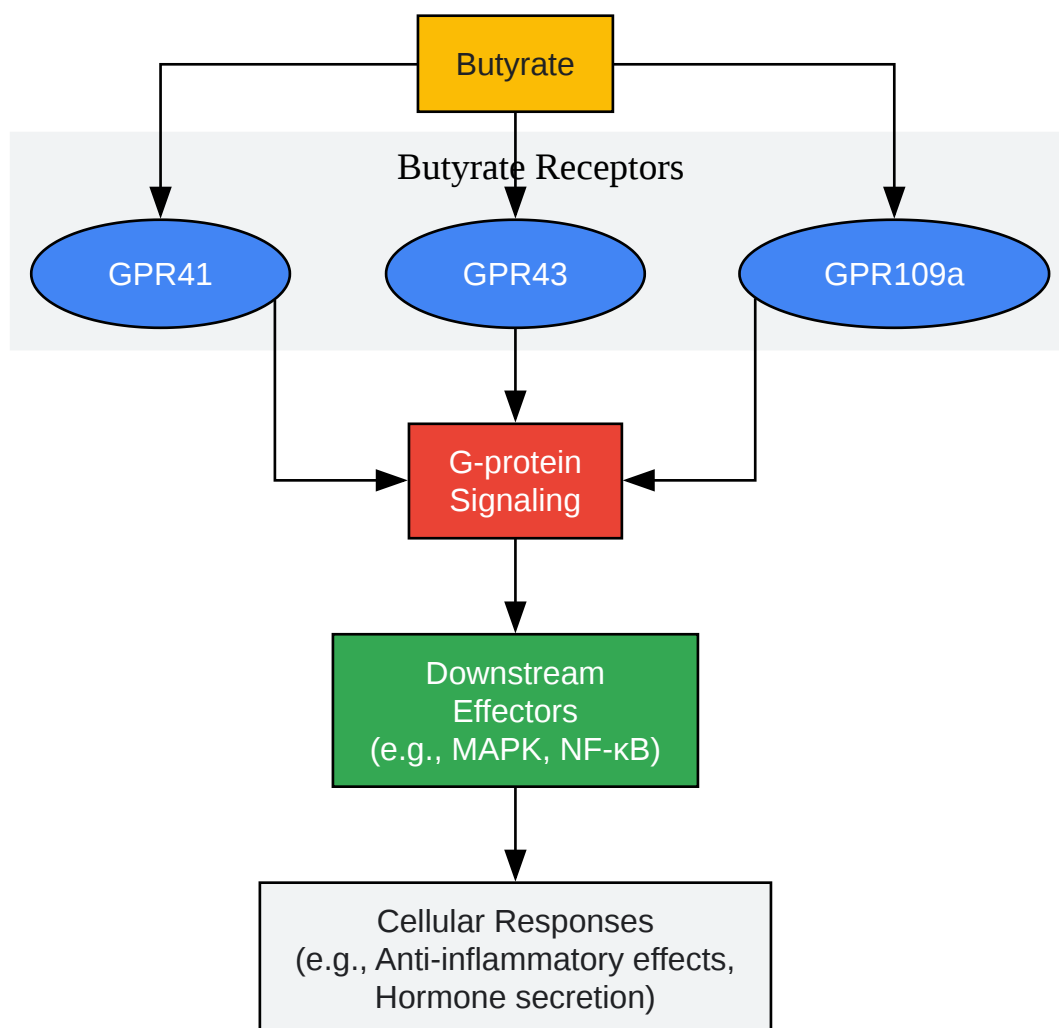 Butyrate
Butyrate Receptors
GPR41
GPR43
GPR109a
G-protein
Signaling
Downstream
Effectors
(e.g., MAPK, NF-κB)
Cellular Responses
(e.g., Anti-inflammatory effects,
Hormone secretion)